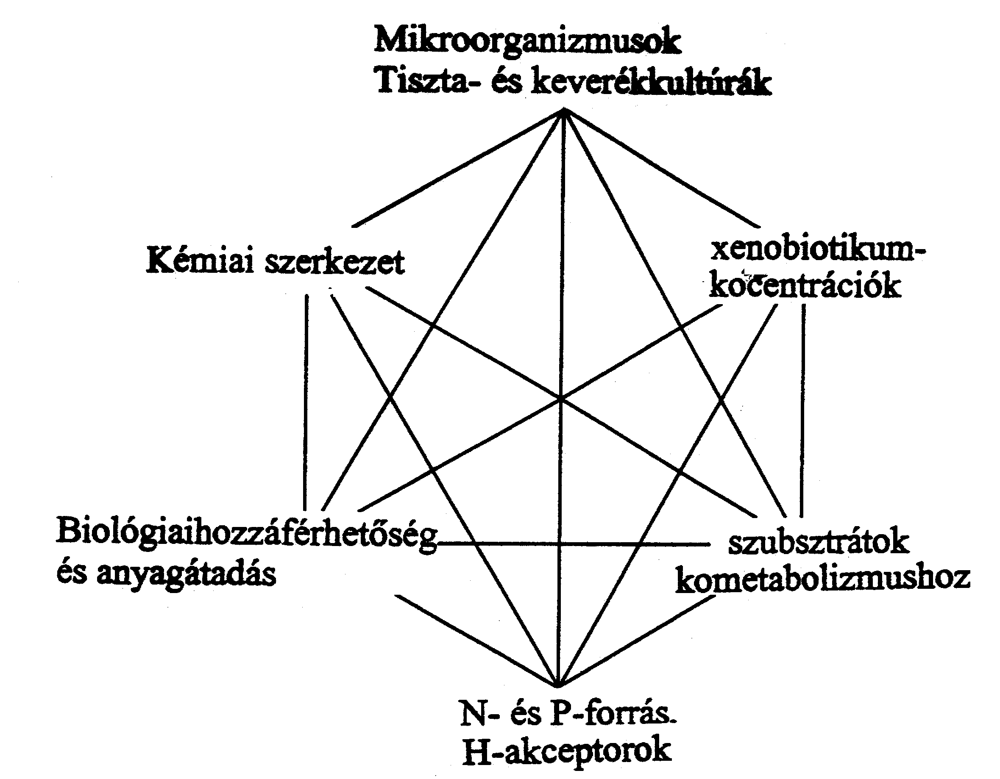 Mikroorganizmusok
Tiszta- és keverékkultúrák
Kémiai szerkezet
xenobiotikum-
kocentrációk
Biológiaihozzáférhetőség
és anyagátadás
szubsztrátok
kometabolizmushoz
N- és P-forrás.
H-akceptorok